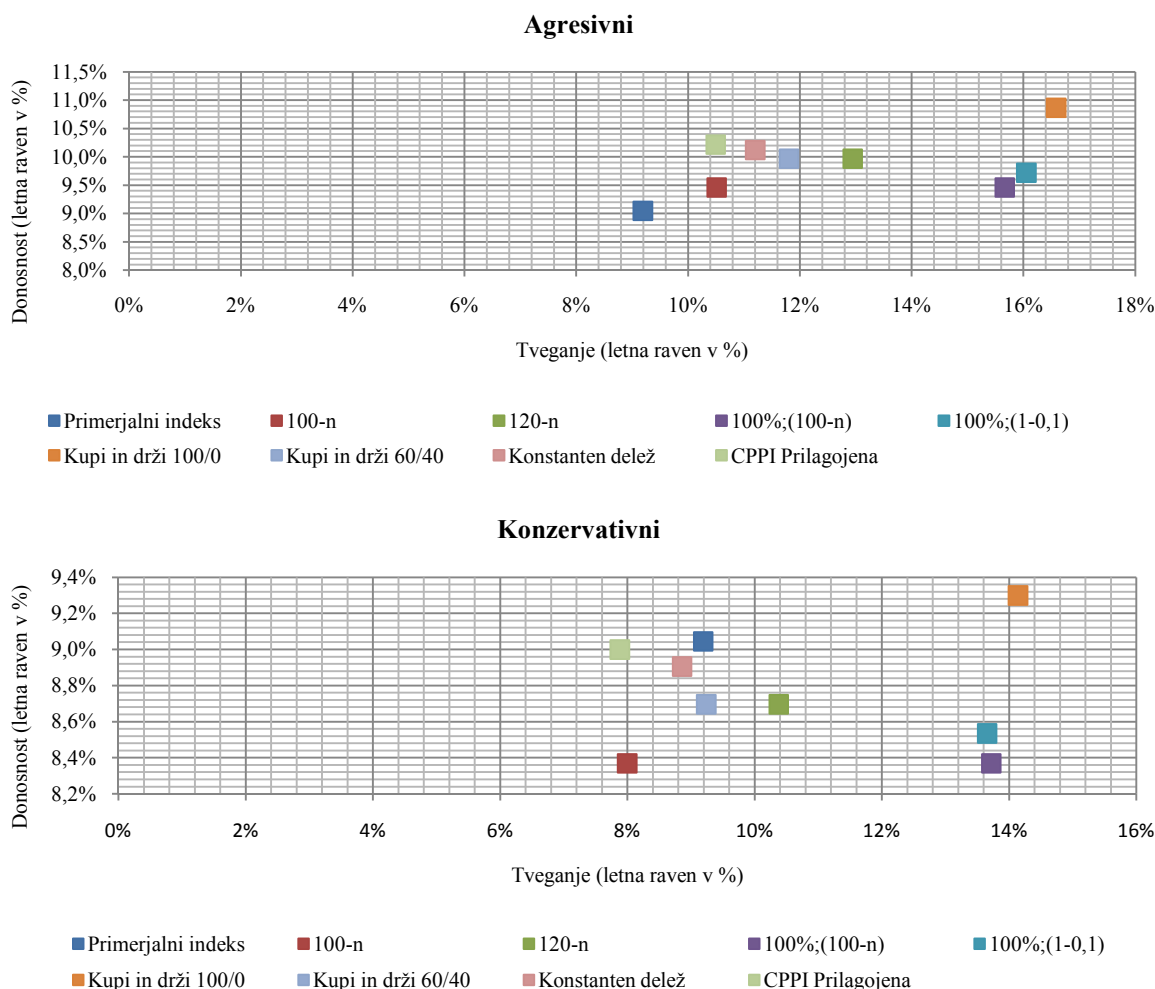 Agresivni
Donosnost (letna raven v %)
11,5%
11,0%
10,5%
10,0%
9,5%
9,0%
8,5%
8,0%
0% 2% 4% 6% 8% 10% 12% 14% 16% 18%
Tveganje (letna raven v %)
Primerjalni indeks 100-n 120-n 100%;(100-n) 100%;(1-0,1)
Kupi in drži 100/0 Kupi in drži 60/40 Konstanten delež CPPI Prilagojena
Konzervativni
Donosnost (letna raven v %)
9,4%
9,2%
9,0%
8,8%
8,6%
8,4%
8,2%
0% 2% 4% 6% 8% 10% 12% 14% 16%
Tveganje (letna raven v %)
Primerjalni indeks 100-n 120-n 100%;(100-n) 100%;(1-0,1)
Kupi in drži 100/0 Kupi in drži 60/40 Konstanten delež CPPI Prilagojena